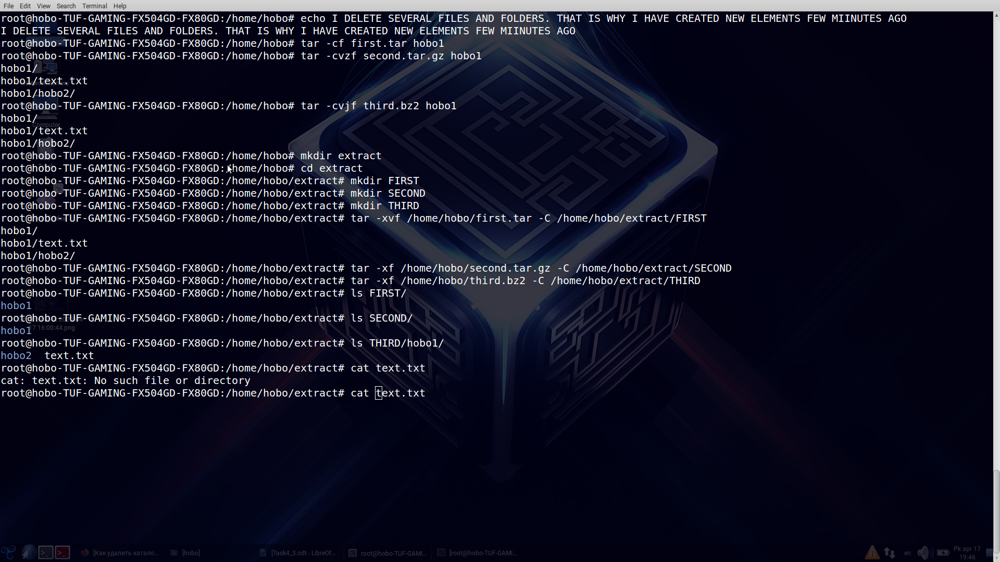 File Edit View Search Terminal Help
root@hobo-TUF-GAMING-FX504GD-FX80GD:/home/hobo# echo I DELETE SEVERAL FILES AND FOLDERS. THAT IS WHY I HAVE CREATED NEW ELEMENTS FEW MIINUTES AGO
I DELETE SEVERAL FILES AND FOLDERS. THAT IS WHY I HAVE CREATED NEW ELEMENTS FEW MIINUTES AGO
root@hobo-TUF-GAMING-FX504GD-FX80GD:/home/hobo# tar -cf first.tar hobo1
root@hobo-TUF-GAMING-FX504GD-FX80GD:/home/hobo# tar -cvzf second.tar.gz hobo1
hobo1/
hobo1/text.txt
hobo1/hobo2/
root@hobo-TUF-GAMING-FX504GD-FX80GD:/home/hobo# tar -cvjf third.bz2 hobo1
hobo1/
Computer
hobo1/text.txt
hobo1/hobo2/
root@hobo-TUF-GAMING-FX504GD-FX80GD:/home/hobo# mkdir extract
root@hobo-TUF-GAMING-FX504GD-FX80GD:/home/hobo# cd extract
root@hobo-TUF-GAMING-FX504GD-FX80GD:/home/hobo/extract# mkdir FIRST
root@hobo-TUF-GAMING-FX504GD-FX80GD:/home/hobo/extract# mkdir SECOND
root@hobo-TUF-GAMING-FX504GD-FX80GD:/home/hobo/extract# mkdir THIRD
root@hobo-TUF-GAMING-FX504GD-FX80GD:/home/hobo/extract# tar -xvf /home/hobo/first.tar -C /home/hobo/extract/FIRST
hobo1/
hobo1/text.txt
hobo1/hobo2/
root@hobo-TUF-GAMING-FX504GD-FX80GD:/home/hobo/extract# tar -xf /home/hobo/second.tar.gz -C /home/hobo/extract/SECOND
root@hobo-TUF-GAMING-FX504GD-FX80GD:/home/hobo/extract# tar -xf /home/hobo/third.bz2 -C /home/hobo/extract/THIRD
root@hobo-TUF-GAMING-FX504GD-FX80GD:/home/hobo/extract# ls FIRST/
hobo1
root@hobo-TUF-GAMING-FX504GD-FX80GD:/home/hobo/extract# ls SECOND/
17 16:00:44.png
hobo1
root@hobo-TUF-GAMING-FX504GD-FX80GD:/home/hobo/extract# ls THIRD/hobo1/
hobo2 text.txt
root@hobo-TUF-GAMING-FX504GD-FX80GD:/home/hobo/extract# cat text.txt
cat: text.txt: No such file or directory
root@hobo-TUF-GAMING-FX504GD-FX80GD:/home/hobo/extract# cat text.txt
[Как удалить катало... [hobo] [Task4_3.odt - LibreOf... root@hobo-TUF-GAMI... [root@hobo-TUF-GAMI... en Pk apr 17
19:46